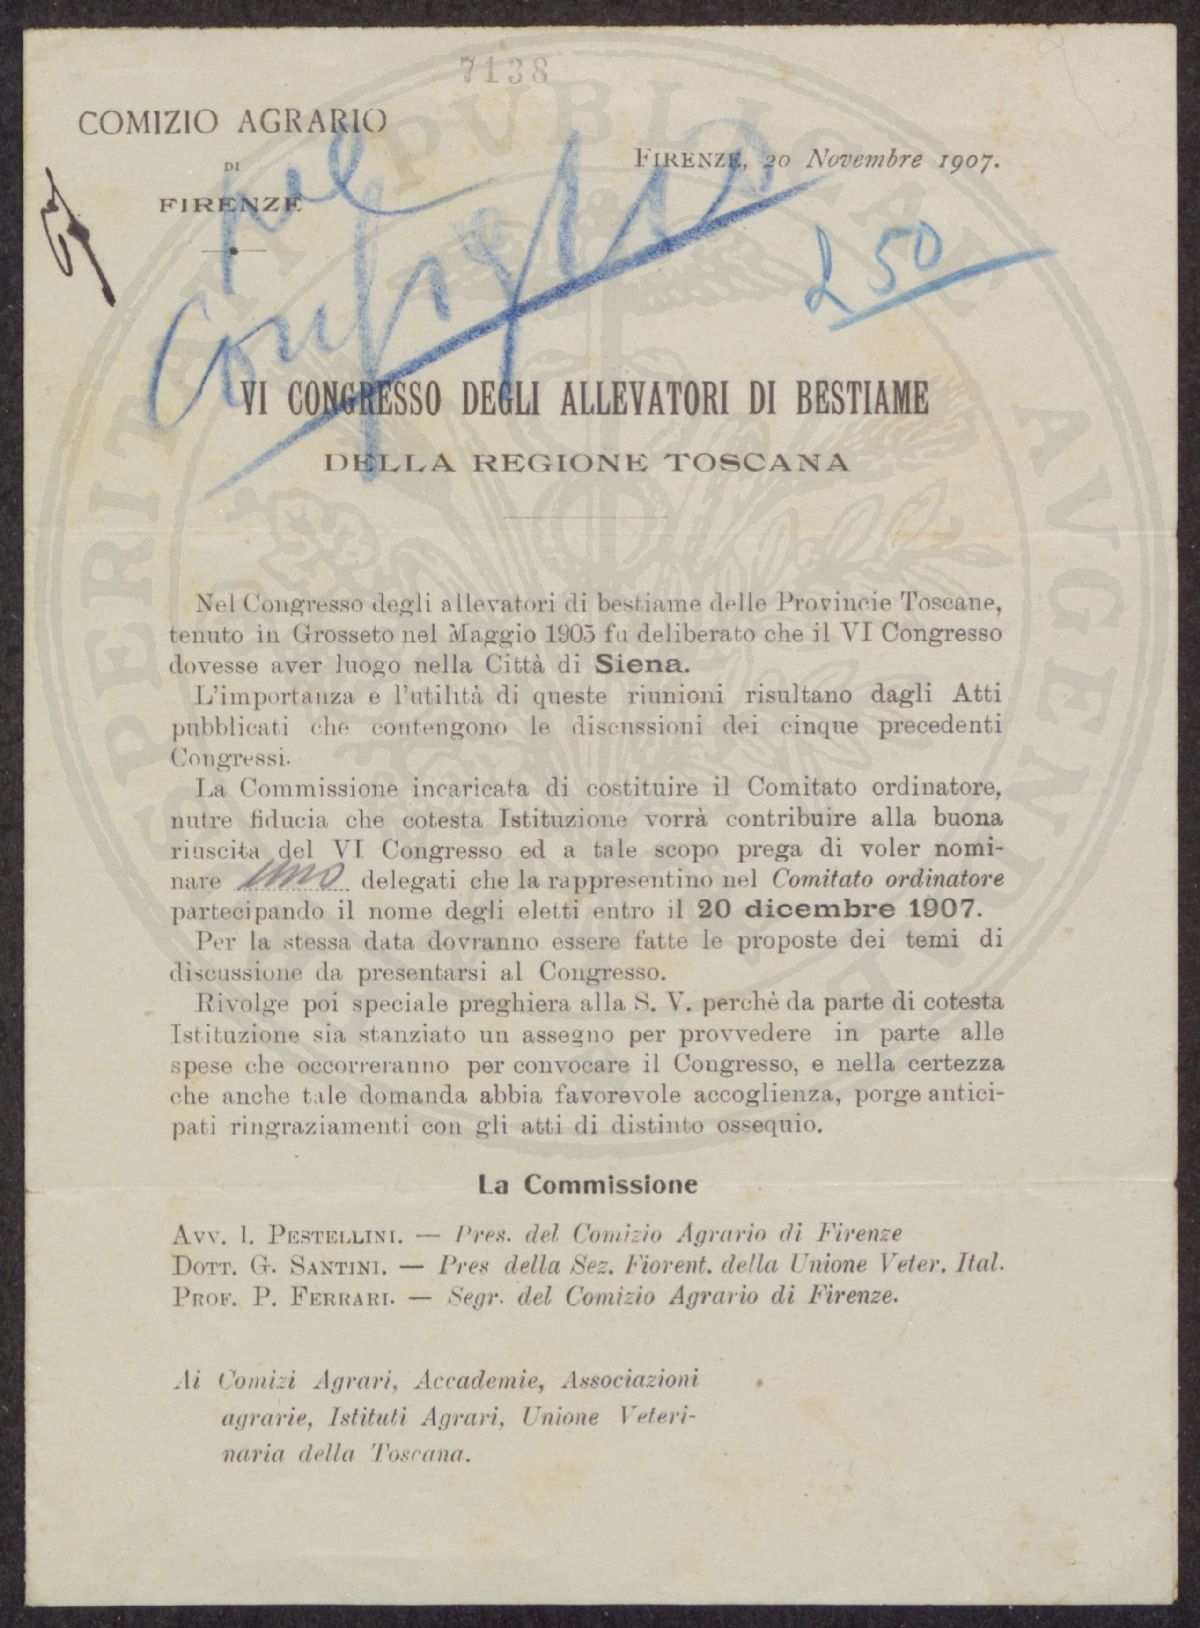 7138
COMIZIO AGRARIO
DI
FIRENZE
FIRENZE, 20 Novembre 1907.
pel
Consiglio
£ 50
VI CONGRESSO DEGLI ALLEVATORI DI BESTIAME
DELLA REGIONE TOSCANA
Nel Congresso degli allevatori di bestiame delle Provincie Toscane,
tenuto in Grosseto nel Maggio 1905 fu deliberato che il VI Congresso
dovesse aver luogo nella Città di Siena.
L'importanza e l'utilità di queste riunioni risultano dagli Atti
pubblicati che contengono le discussioni dei cinque precedenti
Congressi.
La Commissione incaricata di costituire il Comitato ordinatore,
nutre fiducia che cotesta Istituzione vorrà contribuire alla buona
riuscita del VI Congresso ed a tale scopo prega di voler nomi-
nare uno delegati che la rappresentino nel Comitato ordinatore
partecipando il nome degli eletti entro il 20 dicembre 1907.
Per la stessa data dovranno essere fatte le proposte dei temi di
discussione da presentarsi al Congresso.
Rivolge poi speciale preghiera alla S. V. perchè da parte di cotesta
Istituzione sia stanziato un assegno per provvedere in parte alle
spese che occorreranno per convocare il Congresso, e nella certezza
che anche tale domanda abbia favorevole accoglienza, porge antici-
pati ringraziamenti con gli atti di distinto ossequio.
La Commissione
AVV. I. PESTELLINI. — Pres. del Comizio Agrario di Firenze
DOTT. G. SANTINI. — Pres della Sez. Fiorent. della Unione Veter. Ital.
PROF. P. FERRARI. — Segr. del Comizio Agrario di Firenze.
Ai Comizi Agrari, Accademie, Associazioni
agrarie, Istituti Agrari, Unione Veteri-
naria della Toscana.